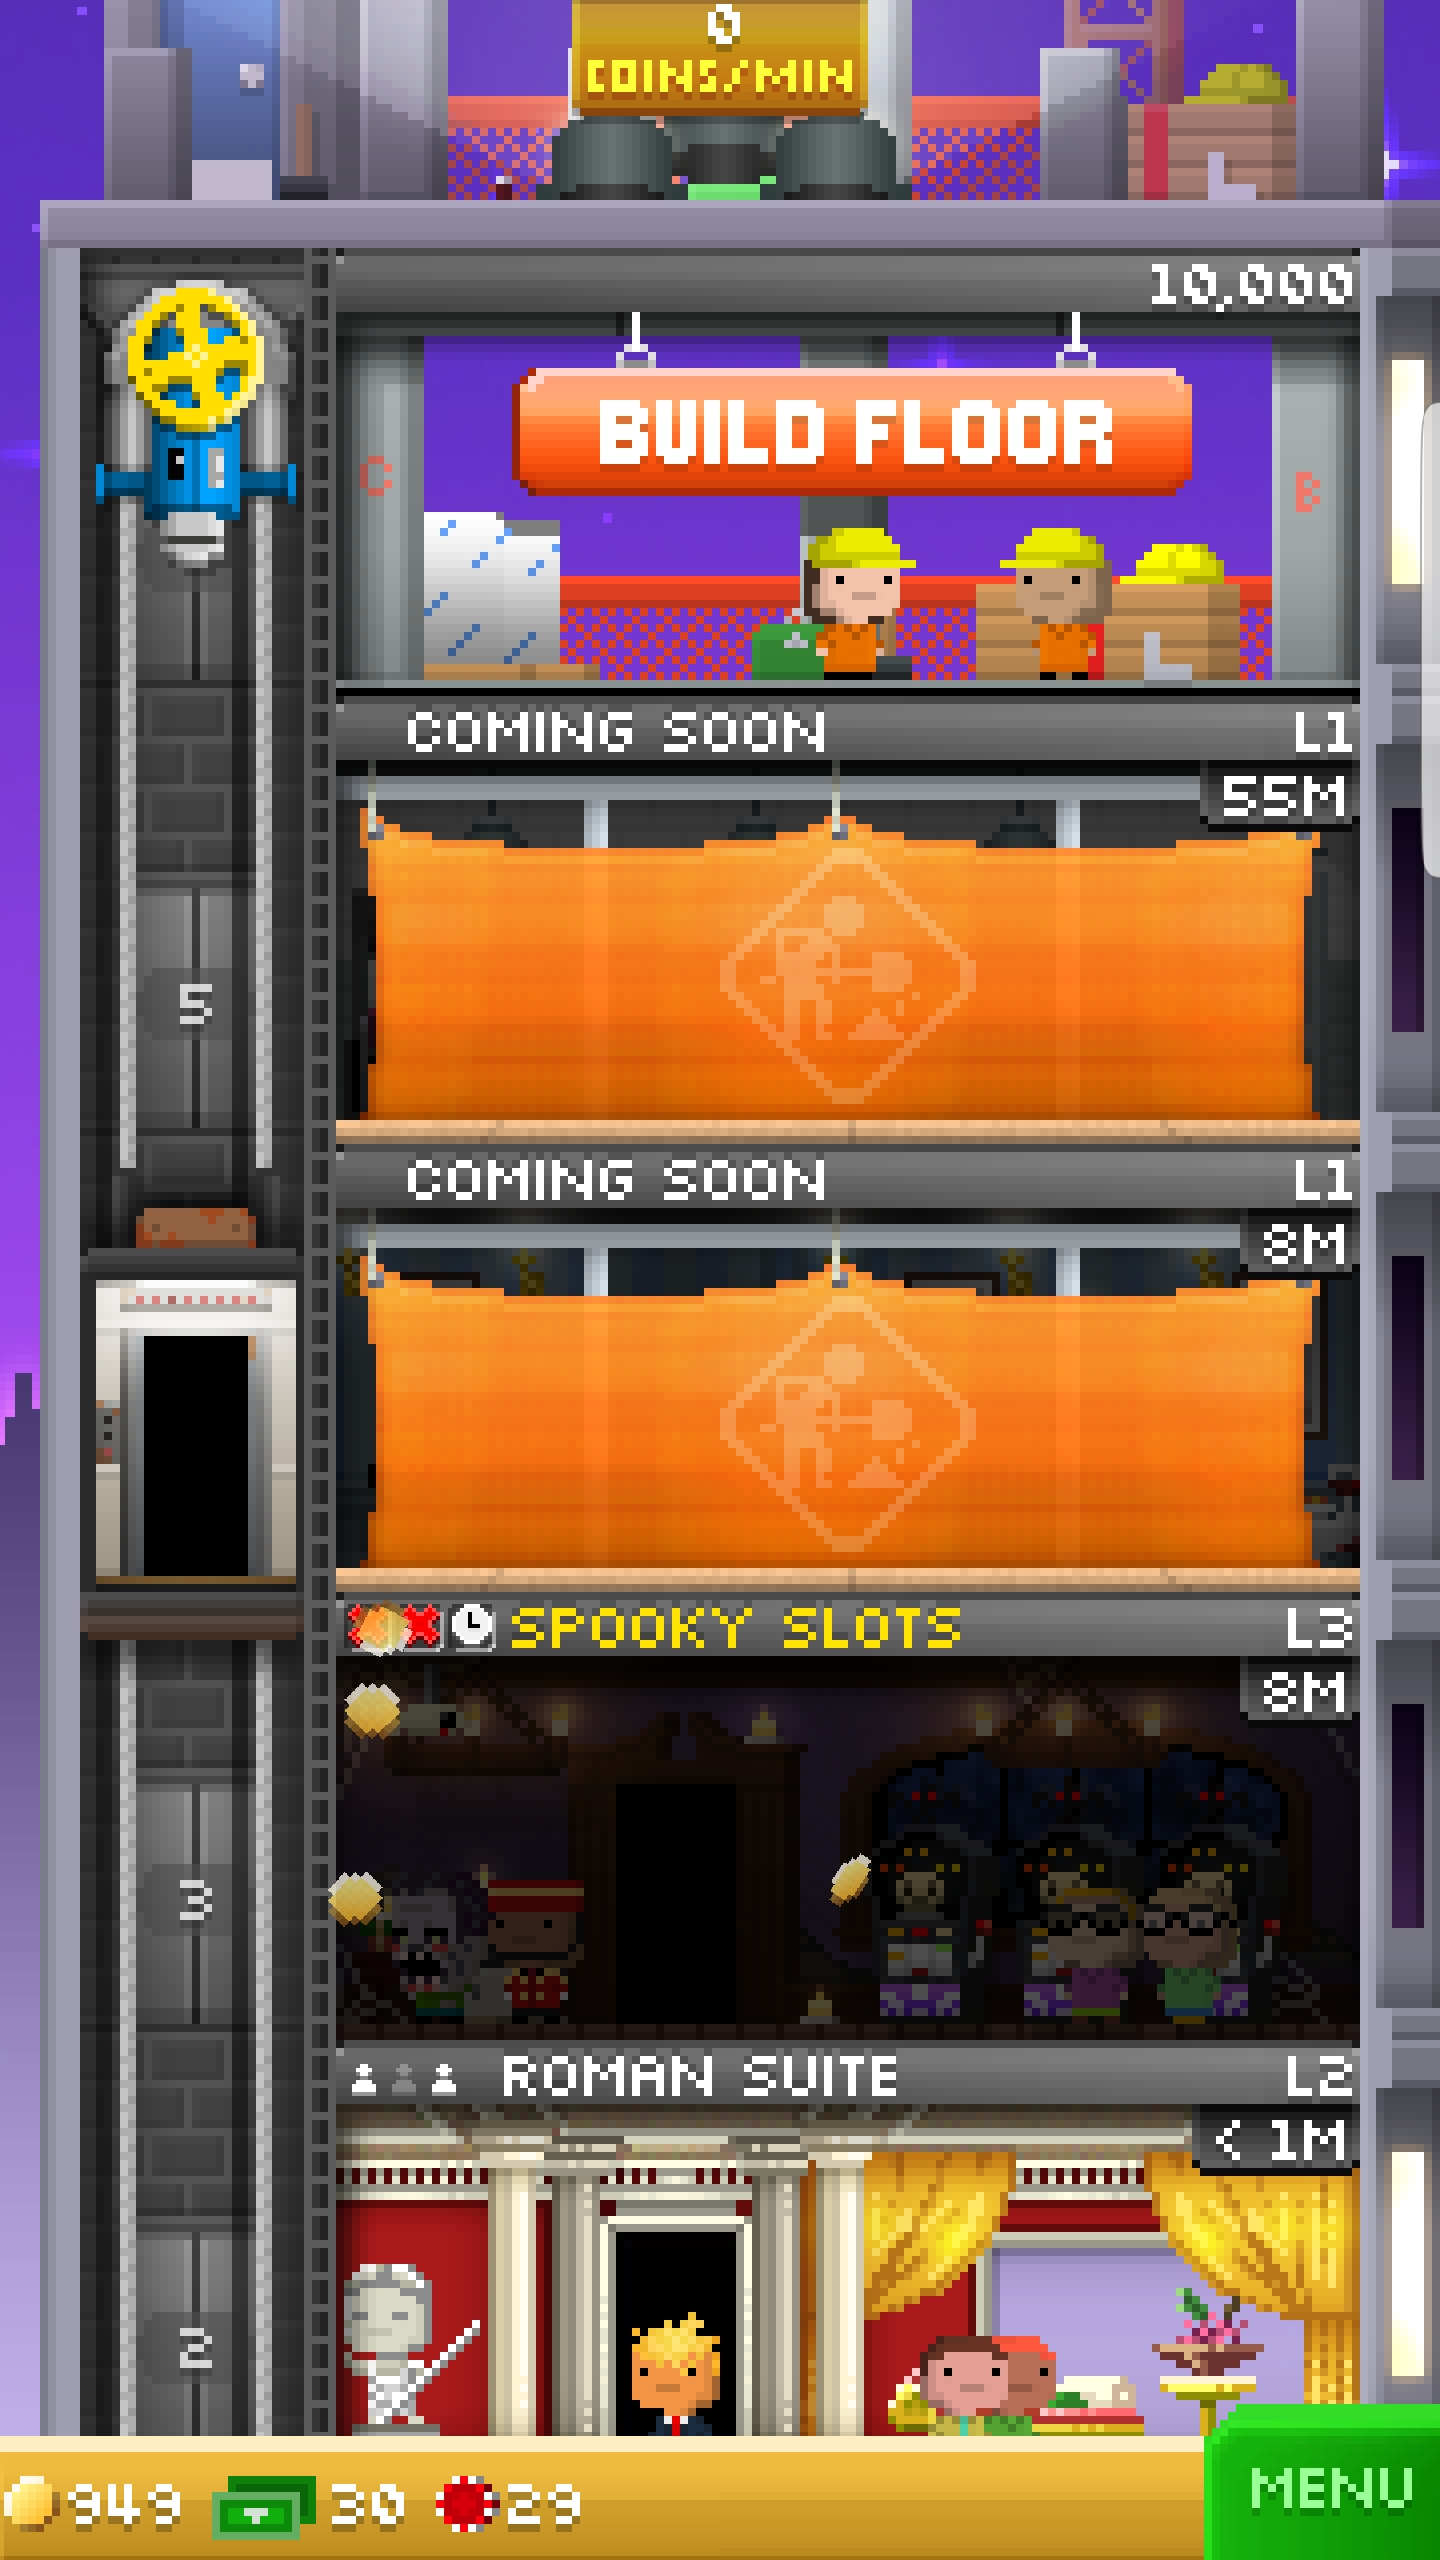 0
COINS/MIN
10,000
C
BUILD FLOOR
B
COMING SOON L1
55M
5
COMING SOON L1
8M
SPOOKY SLOTS L3
8M
3
ROMAN SUITE L2
< 1M
2
949 30 29
MENU